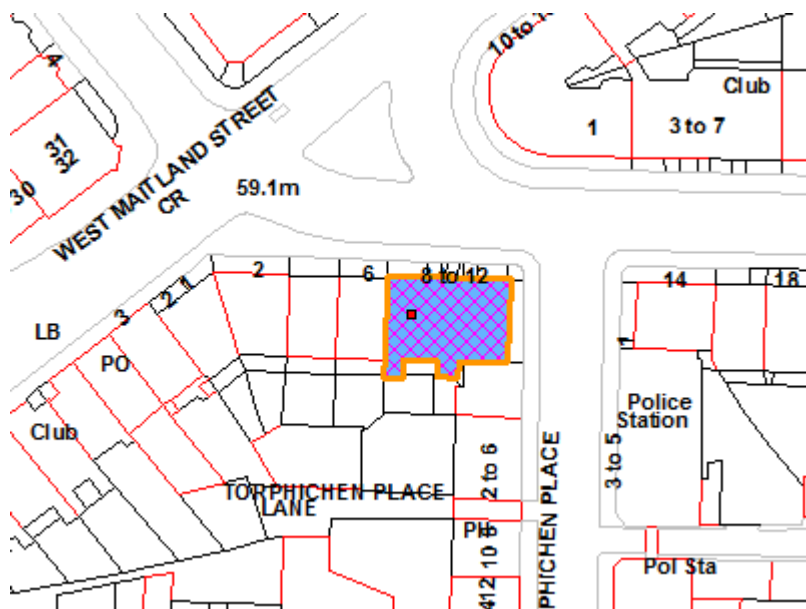 10 to 1
4
Club
1
3 to 7
31
32
30
WEST MAITLAND STREET
CR
59.1m
2
6
8 to 12
14
18
1
2
3
LB
PO
1
Club
Police
Station
3 to 5
2 to 6
TORPHICHEN PLACE
LANE
PHICHEN PLACE
PH
8
10
12
Pol Sta